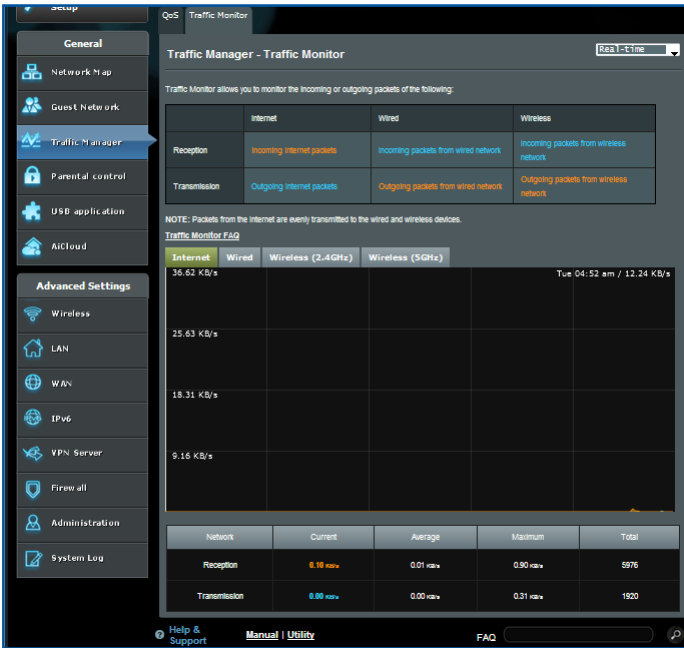 Setup
QoS Traffic Monitor
General
Network Map
Guest Network
Traffic Manager
Parental control
USB application
AiCloud
Advanced Settings
Wireless
LAN
WAN
IPv6
VPN Server
Firewall
Administration
System Log
Traffic Manager - Traffic Monitor
Real-time
Traffic Monitor allows you to monitor the incoming or outgoing packets of the following:
Internet Wired Wireless
Reception Incoming Internet packets Incoming packets from wired network Incoming packets from wireless
network
Transmission Outgoing Internet packets Outgoing packets from wired network Outgoing packets from wireless
network
NOTE: Packets from the Internet are evenly transmitted to the wired and wireless devices.
Traffic Monitor FAQ
Internet Wired Wireless (2.4GHz) Wireless (5GHz)
36.62 KB/s Tue 04:52 am / 12.24 KB/s
25.63 KB/s
18.31 KB/s
9.16 KB/s
Network Current Average Maximum Total
Reception 0.10 KB/s 0.01 KB/s 0.90 KB/s 5976
Transmission 0.00 KB/s 0.00 KB/s 0.31 KB/s 1920
Help &
Support
Manual | Utility
FAQ